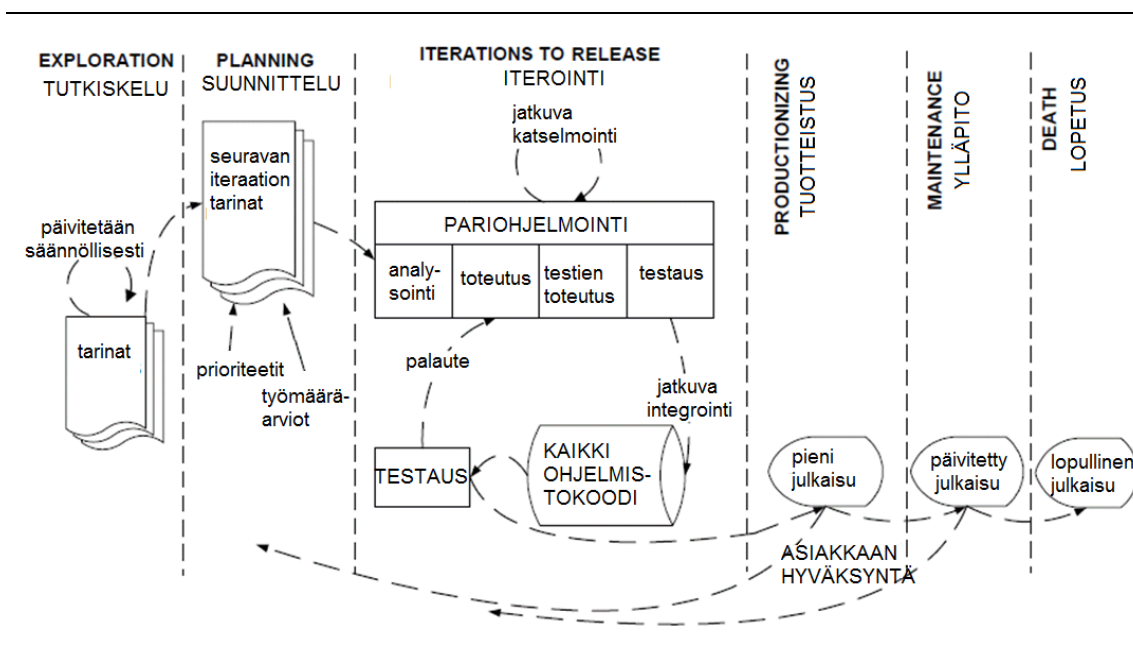 EXPLORATION
TUTKISKELU
PLANNING
SUUNNITTELU
ITERATIONS TO RELEASE
ITEROINTI
PRODUCTIONIZING
TUOTTEISTUS
MAINTENANCE
YLLÄPITO
DEATH
LOPETUS
päivitetään
säännöllisesti
tarinat
seuravan
iteraation
tarinat
prioriteetit
työmäärä-
arviot
jatkuva
katselmointi
PARIOHJELMOINTI
analy-
sointi
toteutus
testien
toteutus
testaus
palaute
jatkuva
integrointi
TESTAUS
KAIKKI
OHJELMIS-
TOKOODI
pieni
julkaisu
päivitetty
julkaisu
lopullinen
julkaisu
ASIAKKAAN
HYVÄKSYNTÄ